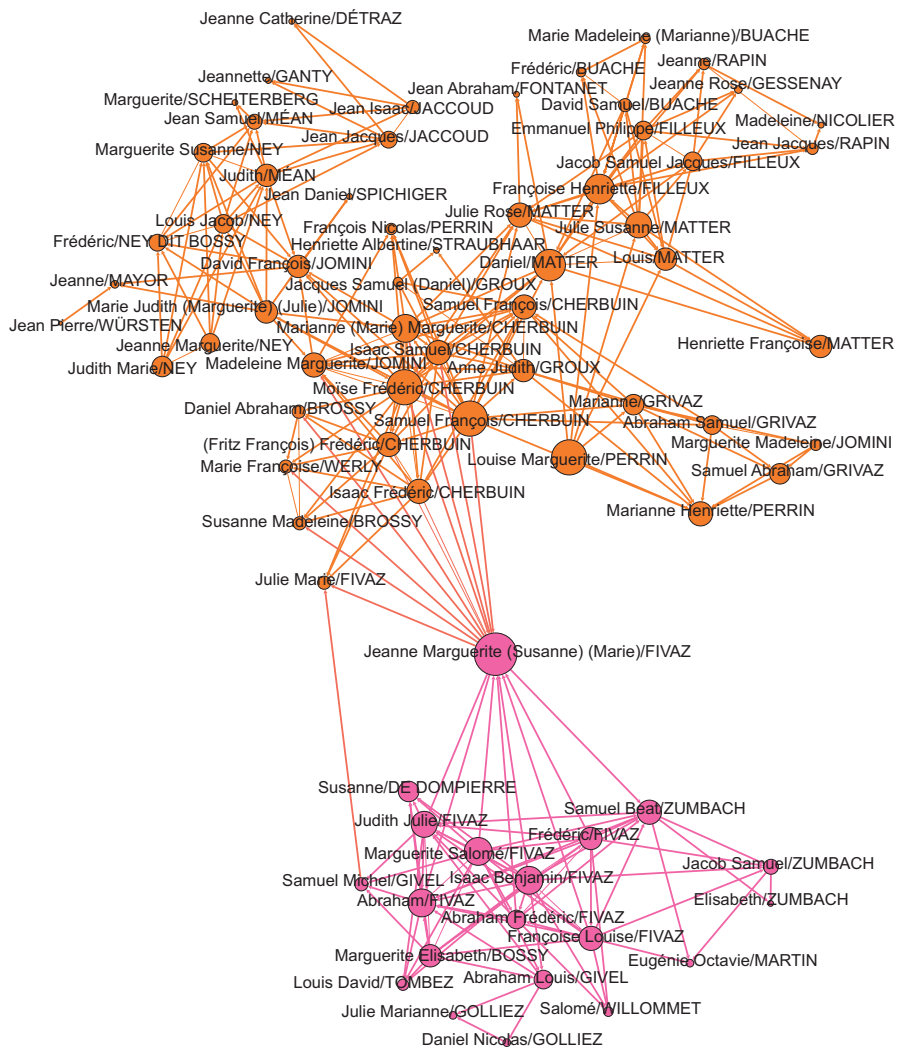 Jeanne Catherine/DÉTRAZ
Marie Madeleine (Marianne)/BUACHE
Jeanne/RAPIN
Frédéric/BUACHE
Jeannette/GANTY
Jean Abraham/FONTANET
Jeanne Rose/GESSENAY
Marguerite/SCHEITERBERG
Jean Isaac/JACCOUD
David Samuel/BUACHE
Jean Samuel/MÉAN
Madeleine/NICOLIER
Emmanuel Philippe/FILLEUX
Jean Jacques/JACCOUD
Jean Jacques/RAPIN
Marguerite Susanne/NEY
Jacob Samuel Jacques/FILLEUX
Judith/MÉAN
Françoise Henriette/FILLEUX
Jean Daniel/SPICHIGER
Julie Rose/MATTER
Louis Jacob/NEY
François Nicolas/PERRIN
Julie Susanne/MATTER
Frédéric/NEY DIT BOSSY
Henriette Albertine/STRAUBHAAR
Louis/MATTER
David François/JOMINI
Daniel/MATTER
Jeanne/MAYOR
Jacques Samuel (Daniel)/GROUX
Samuel François/CHERBUIN
Marie Judith (Marguerite) (Julie)/JOMINI
Jean Pierre/WÜRSTEN
Marianne (Marie) Marguerite/CHERBUIN
Jeanne Marguerite/NEY
Henriette Françoise/MATTER
Isaac Samuel/CHERBUIN
Judith Marie/NEY
Madeleine Marguerite/JOMINI
Anne Judith/GROUX
Moïse Frédéric/CHERBUIN
Marianne/GRIVAZ
Daniel Abraham/BROSSY
Samuel François/CHERBUIN
Abraham Samuel/GRIVAZ
(Fritz François) Frédéric/CHERBUIN
Marguerite Madeleine/JOMINI
Marie Françoise/WERLY
Louise Marguerite/PERRIN
Samuel Abraham/GRIVAZ
Isaac Frédéric/CHERBUIN
Marianne Henriette/PERRIN
Susanne Madeleine/BROSSY
Julie Marie/FIVAZ
Jeanne Marguerite (Susanne) (Marie)/FIVAZ
Susanne/DE DOMPIERRE
Samuel Béat/ZUMBACH
Judith Julie/FIVAZ
Frédéric/FIVAZ
Marguerite Salomé/FIVAZ
Jacob Samuel/ZUMBACH
Samuel Michel/GIVEL
Isaac Benjamin/FIVAZ
Elisabeth/ZUMBACH
Abraham/FIVAZ
Abraham Frédéric/FIVAZ
Françoise Louise/FIVAZ
Marguerite Elisabeth/BOSSY
Eugénie Octavie/MARTIN
Louis David/TOMBEZ
Abraham Louis/GIVEL
Julie Marianne/GOLLIEZ
Salomé/WILLOMMET
Daniel Nicolas/GOLLIEZ